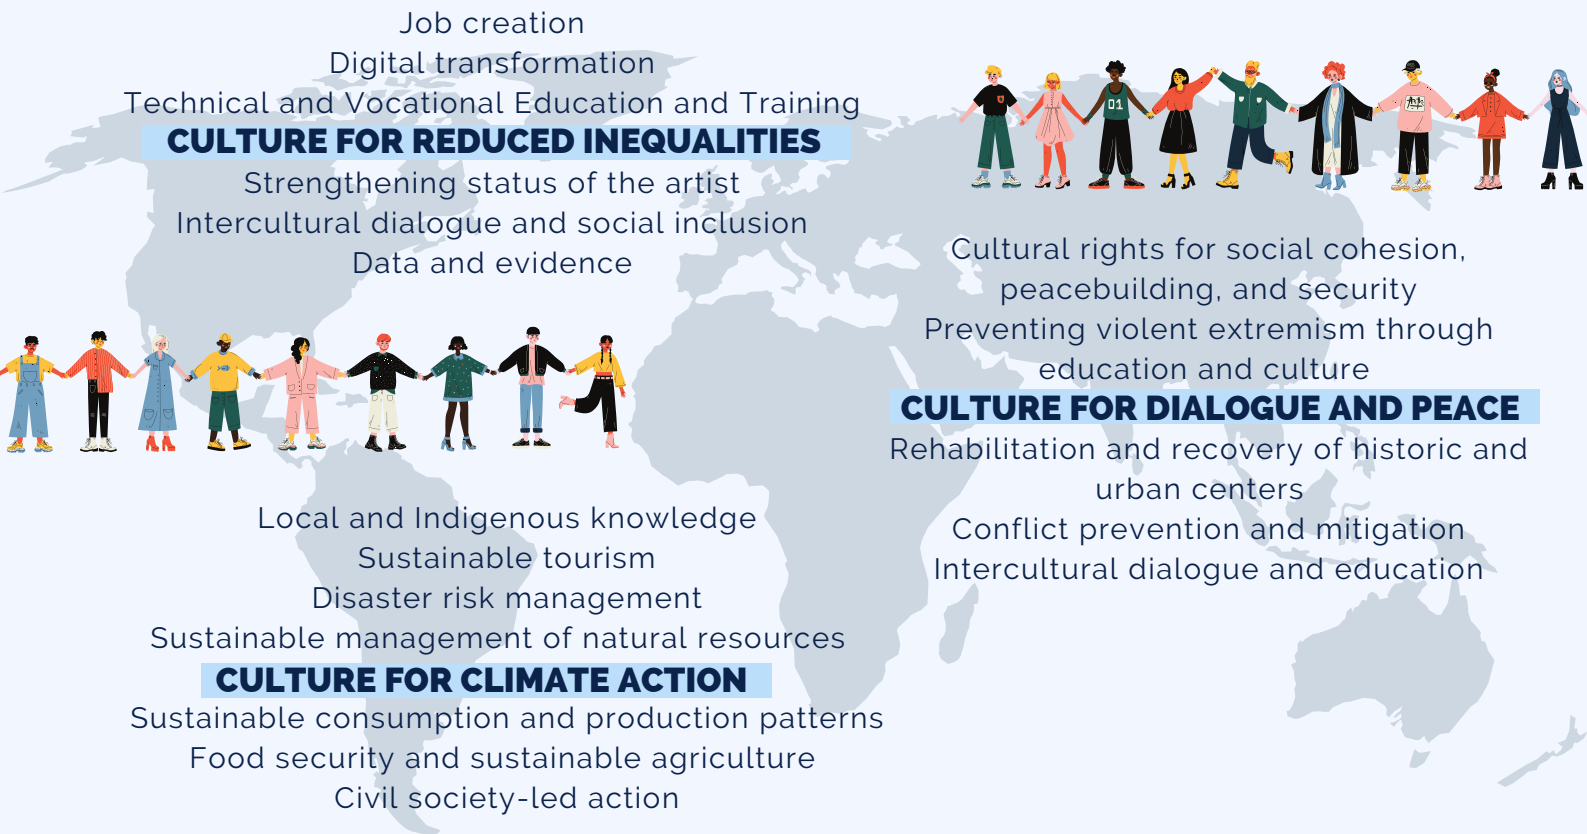 Job creation
Digital transformation
Technical and Vocational Education and Training
CULTURE FOR REDUCED INEQUALITIES
Strengthening status of the artist
Intercultural dialogue and social inclusion
Data and evidence
01
Cultural rights for social cohesion,
peacebuilding, and security
Preventing violent extremism through
education and culture
CULTURE FOR DIALOGUE AND PEACE
Rehabilitation and recovery of historic and
urban centers
Conflict prevention and mitigation
Intercultural dialogue and education
Local and Indigenous knowledge
Sustainable tourism
Disaster risk management
Sustainable management of natural resources
CULTURE FOR CLIMATE ACTION
Sustainable consumption and production patterns
Food security and sustainable agriculture
Civil society-led action